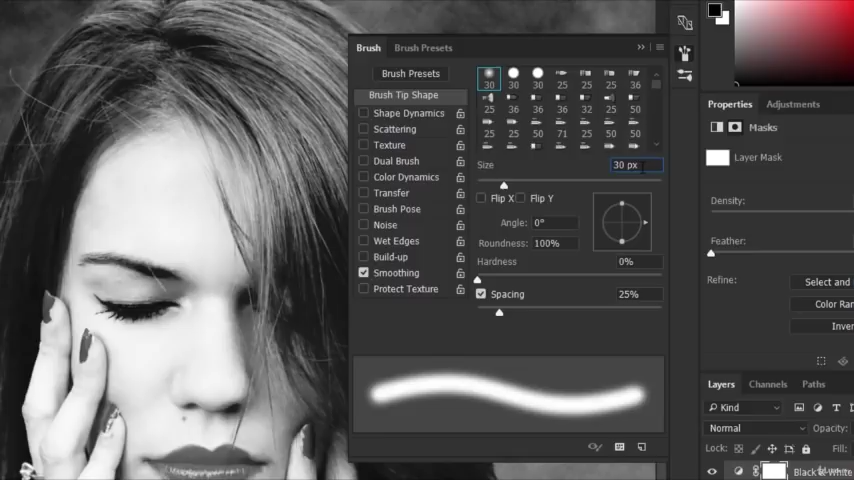 Brush Brush Presets
Brush Presets
Brush Tip Shape
Shape Dynamics
Scattering
Texture
Dual Brush
Color Dynamics
Transfer
Brush Pose
Noise
Wet Edges
Build-up
Smoothing
Protect Texture
30 30 30 25 25 25 36
25 36 36 36 32 25 50
25 25 50 71 25 50 50
Size 30 px
Flip X Flip Y
Angle: 0°
Roundness: 100%
Hardness 0%
Spacing 25%
Properties Adjustments
Masks
Layer Mask
Density:
Feather:
Refine: Select and
Color Ran
Inver
Layers Channels Paths
Kind
Normal Opacity:
Lock: Fill:
Black & White